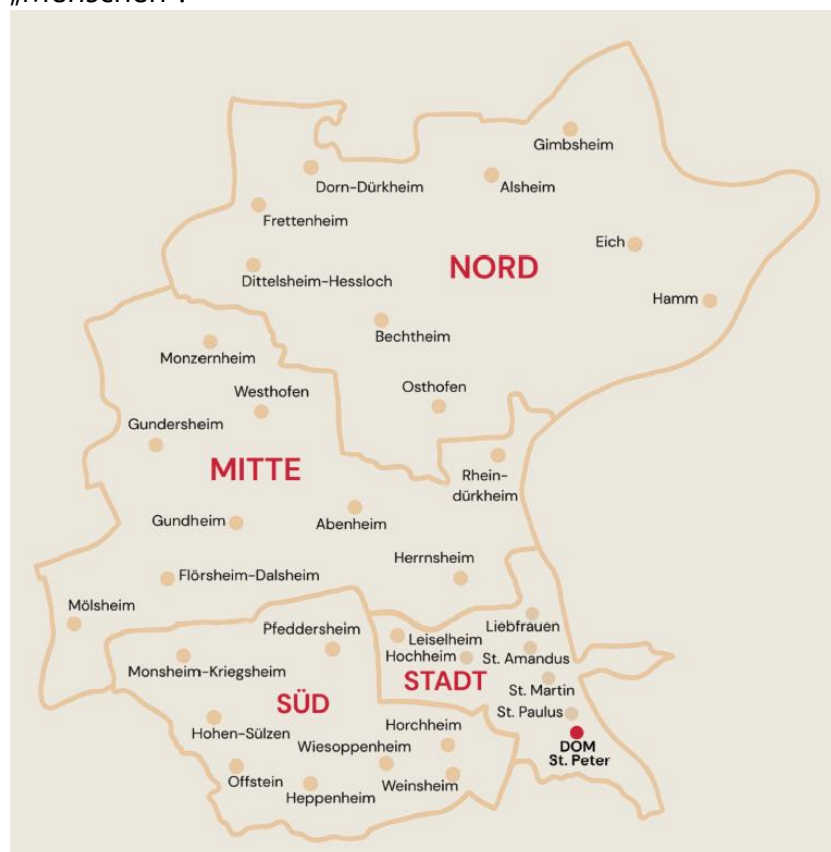 „Menschen“.
Gimbsheim
Dorn-Dürkheim
Alsheim
Frettenheim
Eich
NORD
Dittelsheim-Hessloch
Hamm
Bechtheim
Monzernheim
Osthofen
Westhofen
Gundersheim
MITTE
Rhein-
dürkheim
Gundheim
Abenheim
Herrnsheim
Flörsheim-Dalsheim
Mölsheim
Liebfrauen
Pfeddersheim
Leiselheim
Hochheim
St. Amandus
Monsheim-Kriegsheim
STADT
St. Martin
SÜD
St. Paulus
Horchheim
Hohen-Sülzen
Wiesoppenheim
DOM
St. Peter
Offstein
Weinsheim
Heppenheim